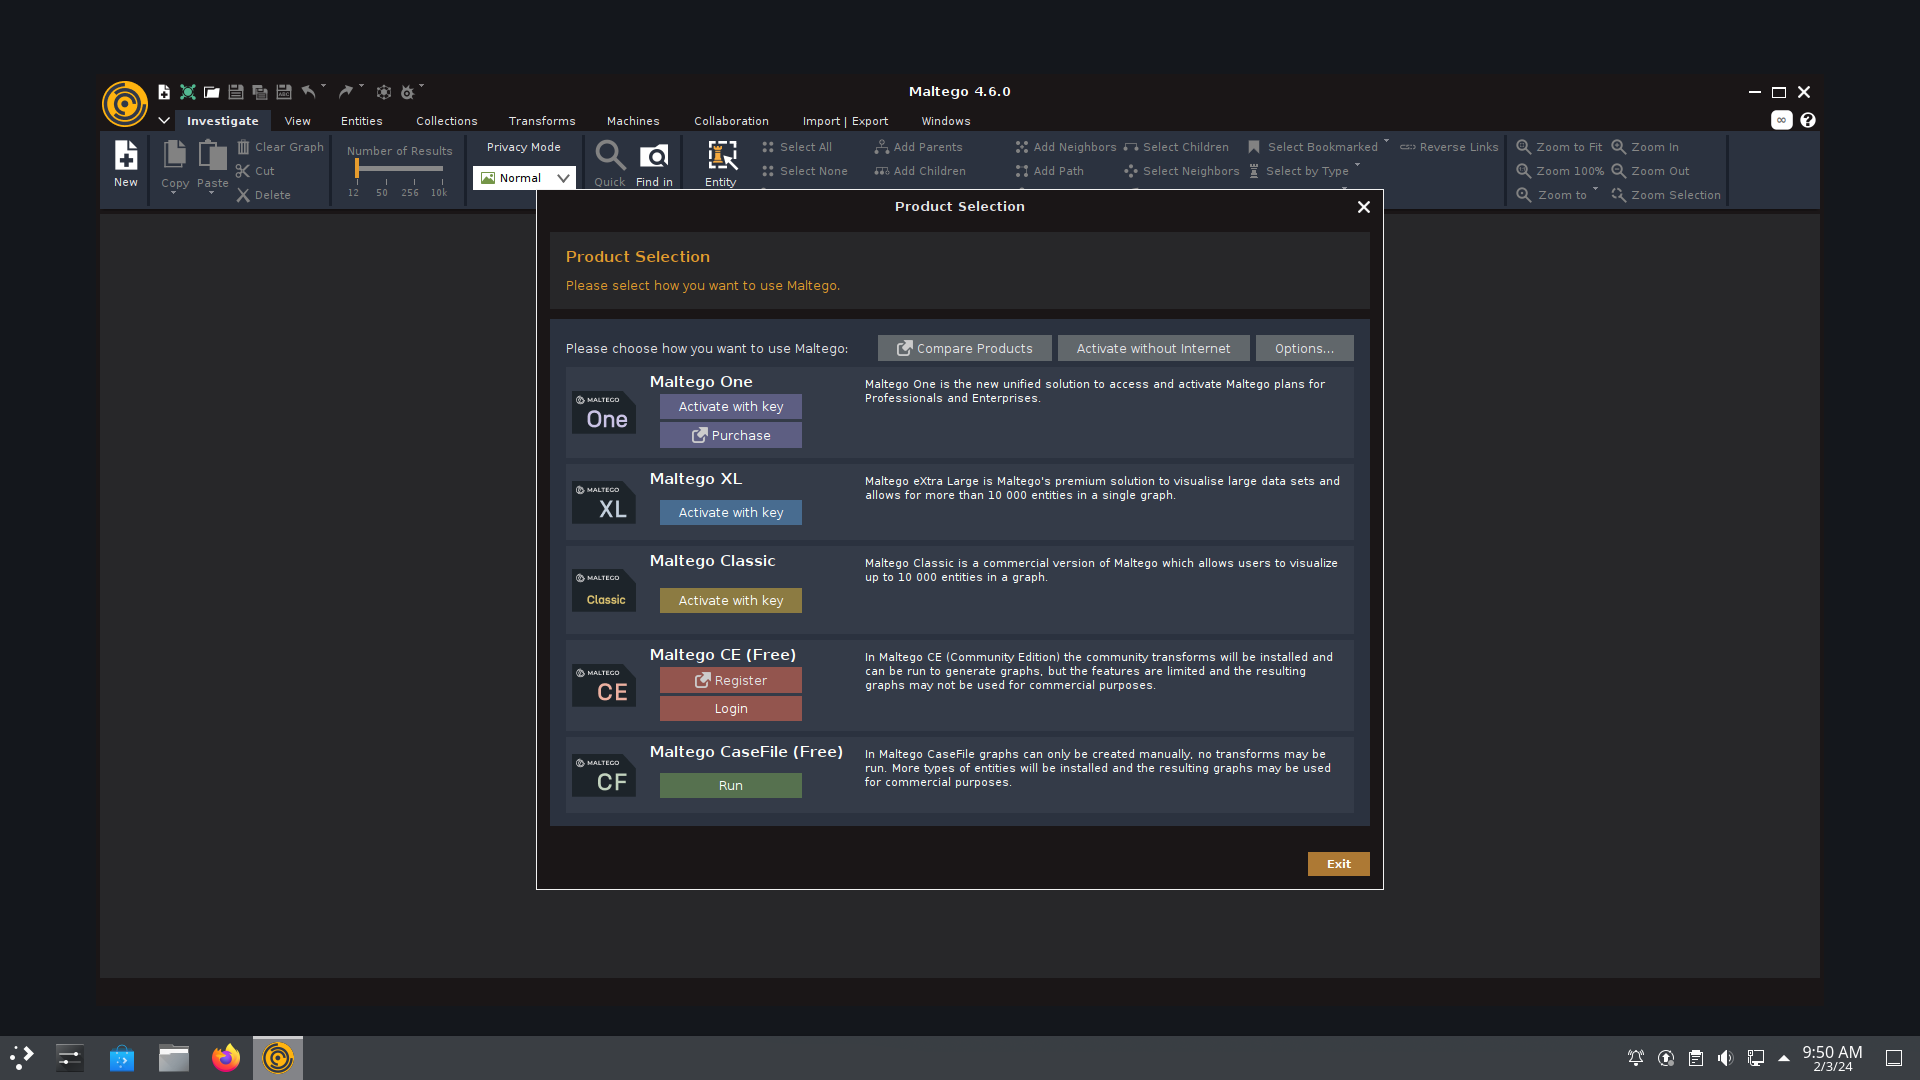 Maltego 4.6.0
Investigate View Entities Collections Transforms Machines Collaboration Import | Export Windows
New
Copy
Paste
Clear Graph
Cut
Delete
Number of Results
12 50 256 10k
Privacy Mode
Normal
Quick
Find in
Entity
Select All
Select None
Add Parents
Add Children
Add Neighbors
Add Path
Select Children
Select Neighbors
Select Bookmarked
Select by Type
Reverse Links
Zoom to Fit
Zoom 100%
Zoom to
Zoom In
Zoom Out
Zoom Selection
Product Selection
Product Selection
Please select how you want to use Maltego.
Please choose how you want to use Maltego:
Compare Products
Activate without Internet
Options...
MALTEGO
One
Maltego One
Activate with key
Purchase
Maltego One is the new unified solution to access and activate Maltego plans for
Professionals and Enterprises.
MALTEGO
XL
Maltego XL
Activate with key
Maltego eXtra Large is Maltego's premium solution to visualise large data sets and
allows for more than 10 000 entities in a single graph.
MALTEGO
Classic
Maltego Classic
Activate with key
Maltego Classic is a commercial version of Maltego which allows users to visualize
up to 10 000 entities in a graph.
MALTEGO
CE
Maltego CE (Free)
Register
Login
In Maltego CE (Community Edition) the community transforms will be installed and
can be run to generate graphs, but the features are limited and the resulting
graphs may not be used for commercial purposes.
MALTEGO
CF
Maltego CaseFile (Free)
Run
In Maltego CaseFile graphs can only be created manually, no transforms may be
run. More types of entities will be installed and the resulting graphs may be used
for commercial purposes.
Exit
9:50 AM
2/3/24